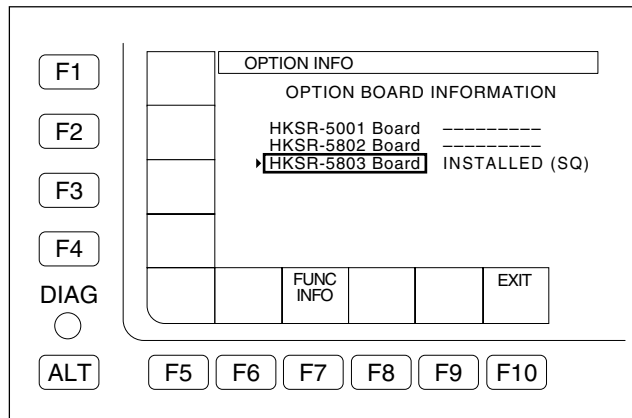 F1
OPTION INFO
OPTION BOARD INFORMATION
F2
HKSR-5001 Board ---------
HKSR-5802 Board ---------
HKSR-5803 Board INSTALLED (SQ)
F3
F4
FUNC
INFO
EXIT
DIAG
ALT F5 F6 F7 F8 F9 F10